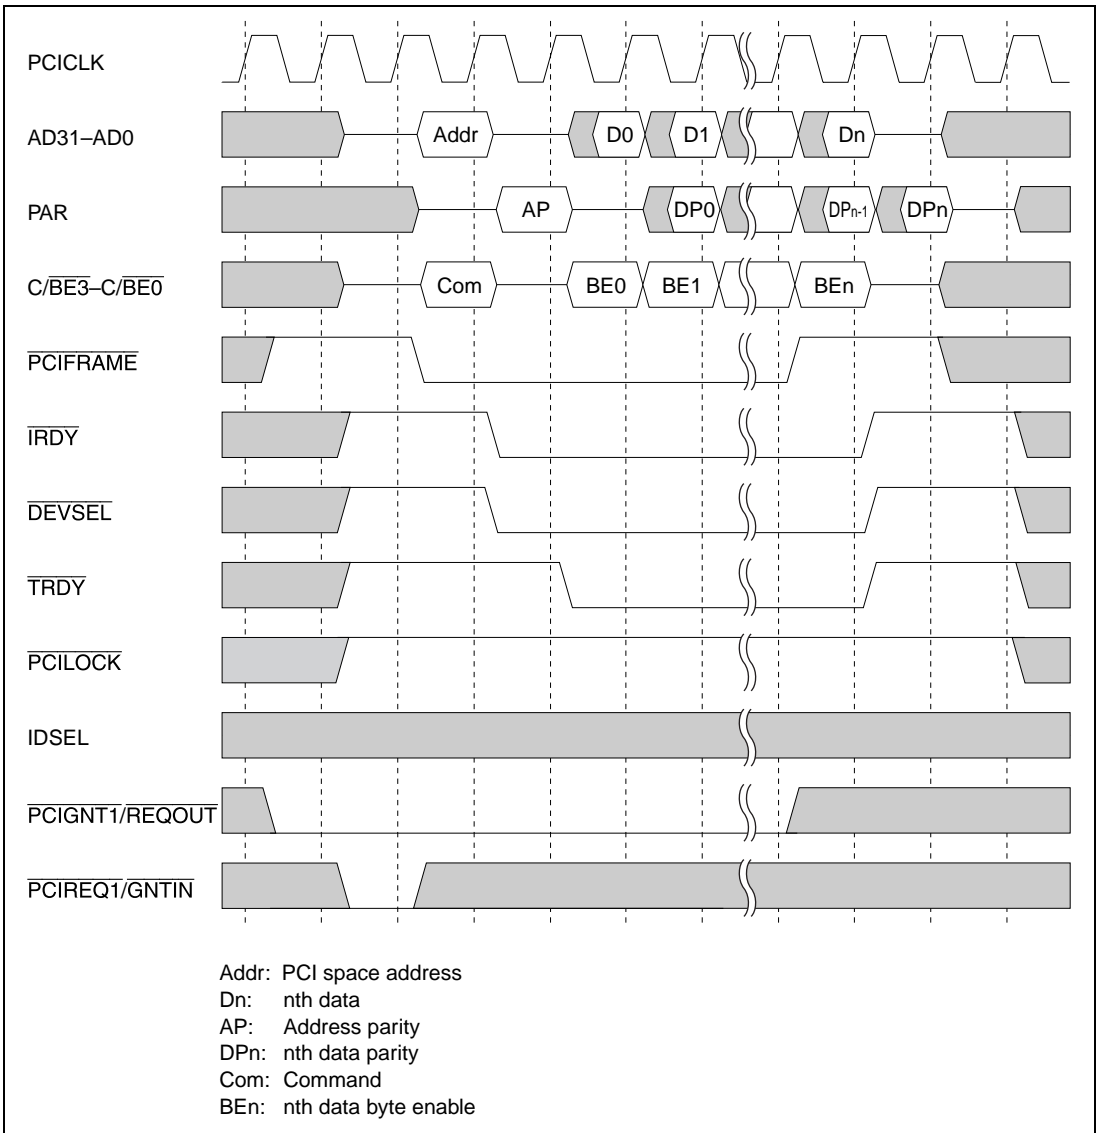 PCICLK
AD31–AD0 Addr D0 D1 Dn
PAR AP DP0 DPn-1 DPn
C/BE3–C/BE0 Com BE0 BE1 BEn
PCIFRAME
IRDY
DEVSEL
TRDY
PCILOCK
IDSEL
PCIGNT1/REQOUT
PCIREQ1/GNTIN
Addr: PCI space address
Dn: nth data
AP: Address parity
DPn: nth data parity
Com: Command
BEn: nth data byte enable